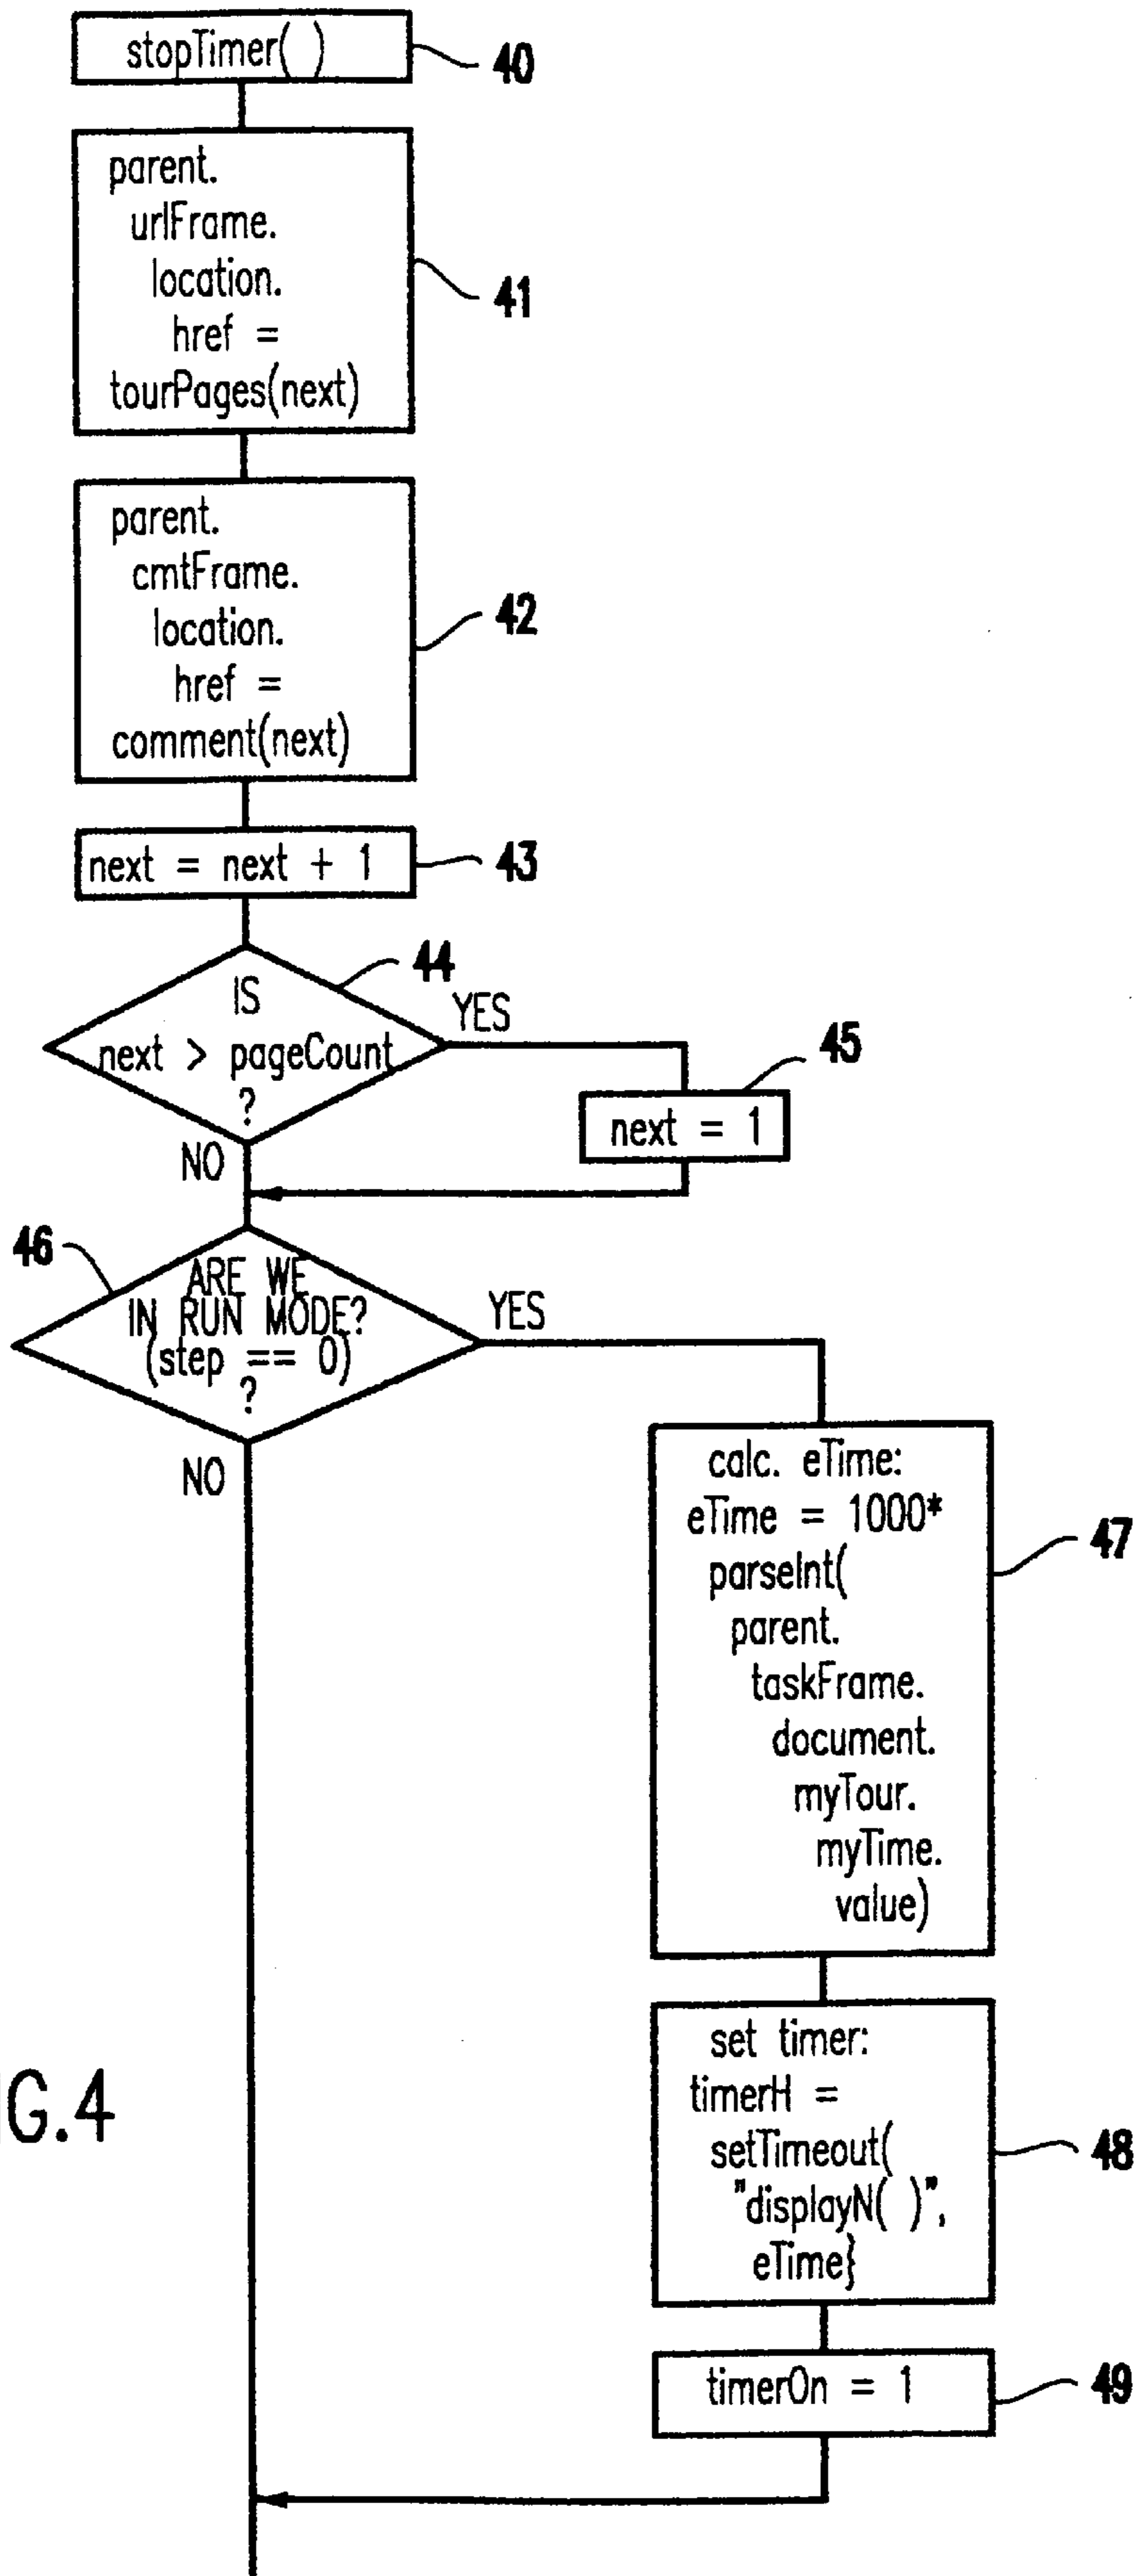 stopTimer( )
40
parent.
urlFrame.
location.
href =
tourPages(next)
41
parent.
cmtFrame.
location.
href =
comment(next)
42
next = next + 1
43
44
IS
next > pageCount
?
YES
NO
45
next = 1
46
ARE WE
IN RUN MODE?
(step == 0)
?
YES
NO
calc. eTime:
eTime = 1000*
parseInt(
parent.
taskFrame.
document.
myTour.
myTime.
value)
47
set timer:
timerH =
setTimeout(
"displayN( )",
eTime}
48
timerOn = 1
49
G.4